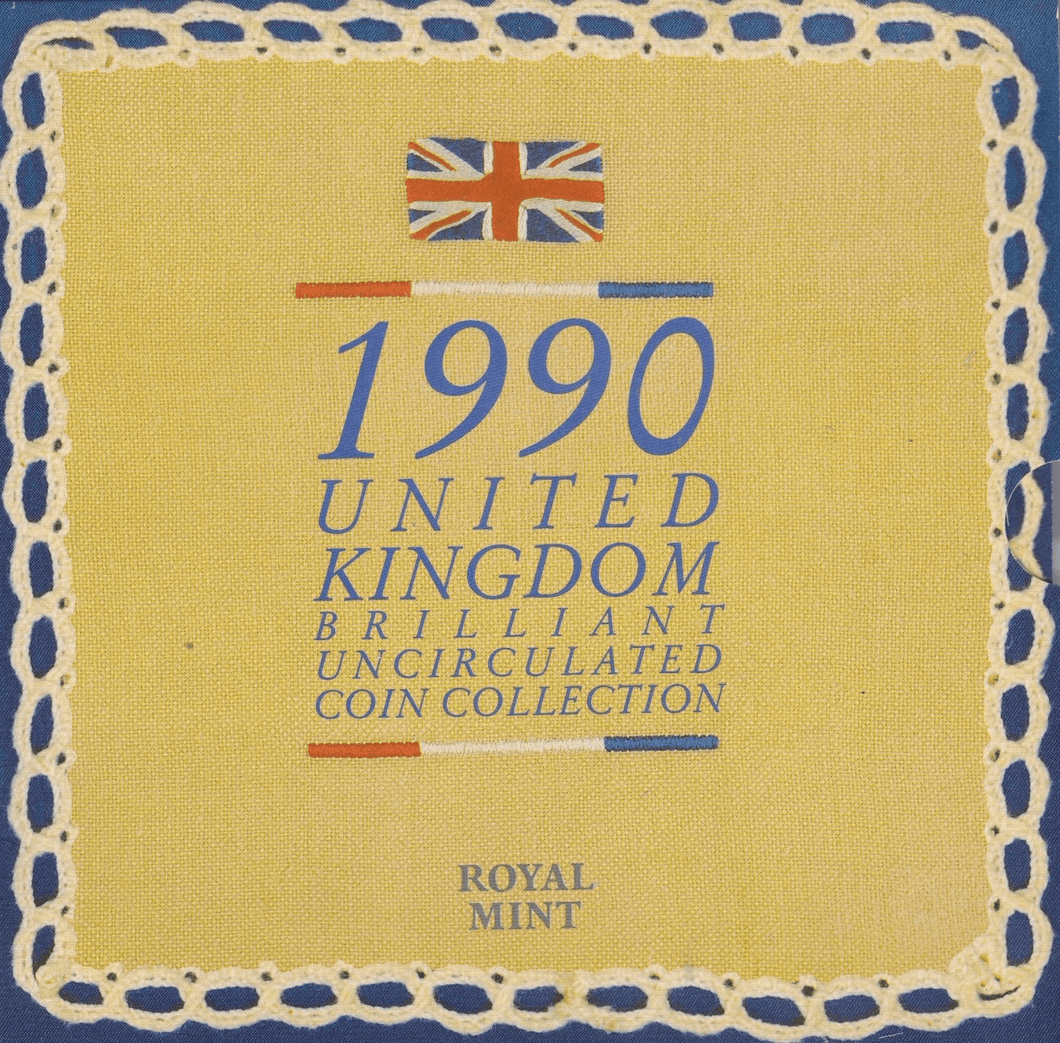 1990
UNITED
KINGDOM
BRILLIANT
UNCIRCULATED
COIN COLLECTION
ROYAL
MINT